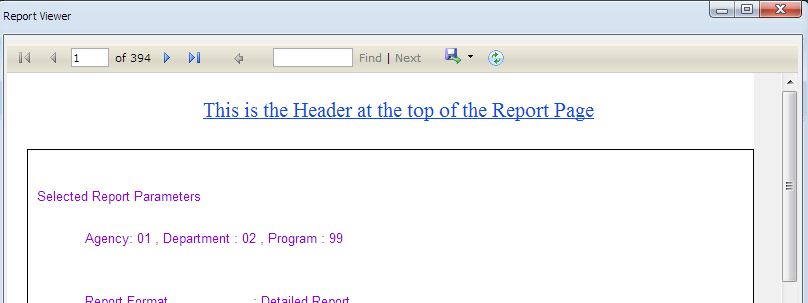 Report Viewer
1 of 394 Find | Next
This is the Header at the top of the Report Page
Selected Report Parameters
Agency: 01 , Department : 02 , Program : 99
Report Format : Detailed Report